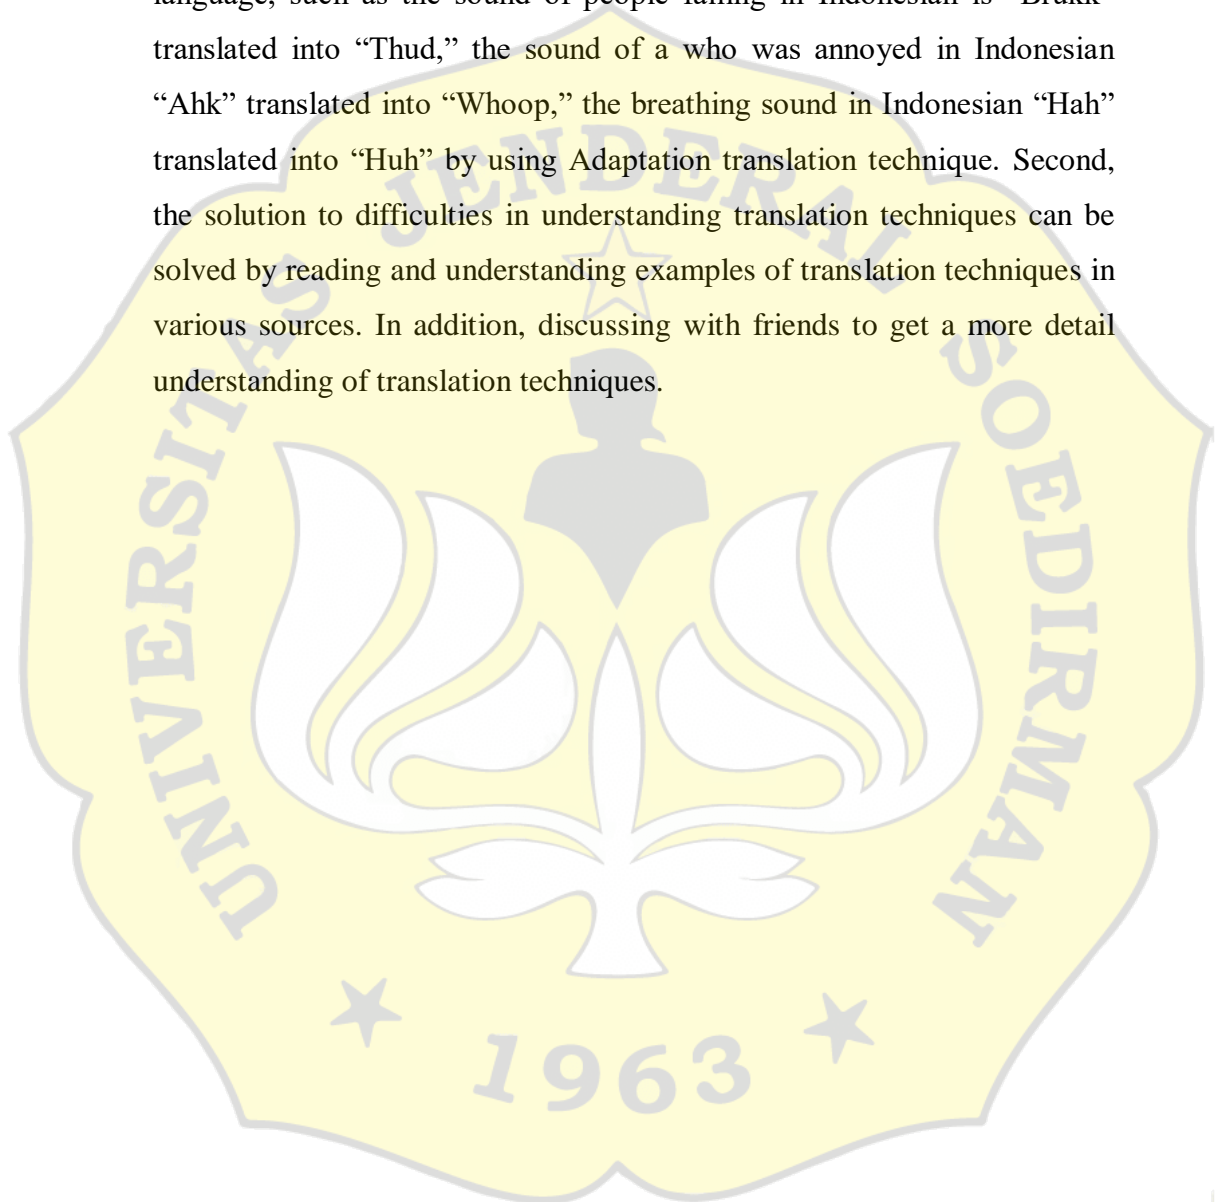 language, such as the sound of people falling in Indonesian is “Brukk”
translated into “Thud,” the sound of a who was annoyed in Indonesian
“Ahk” translated into “Whoop,” the breathing sound in Indonesian “Hah”
translated into “Huh” by using Adaptation translation technique. Second,
the solution to difficulties in understanding translation techniques can be
solved by reading and understanding examples of translation techniques in
various sources. In addition, discussing with friends to get a more detail
understanding of translation techniques.
UNIVERSITAS JENDERAL SOEDIRMAN
1963